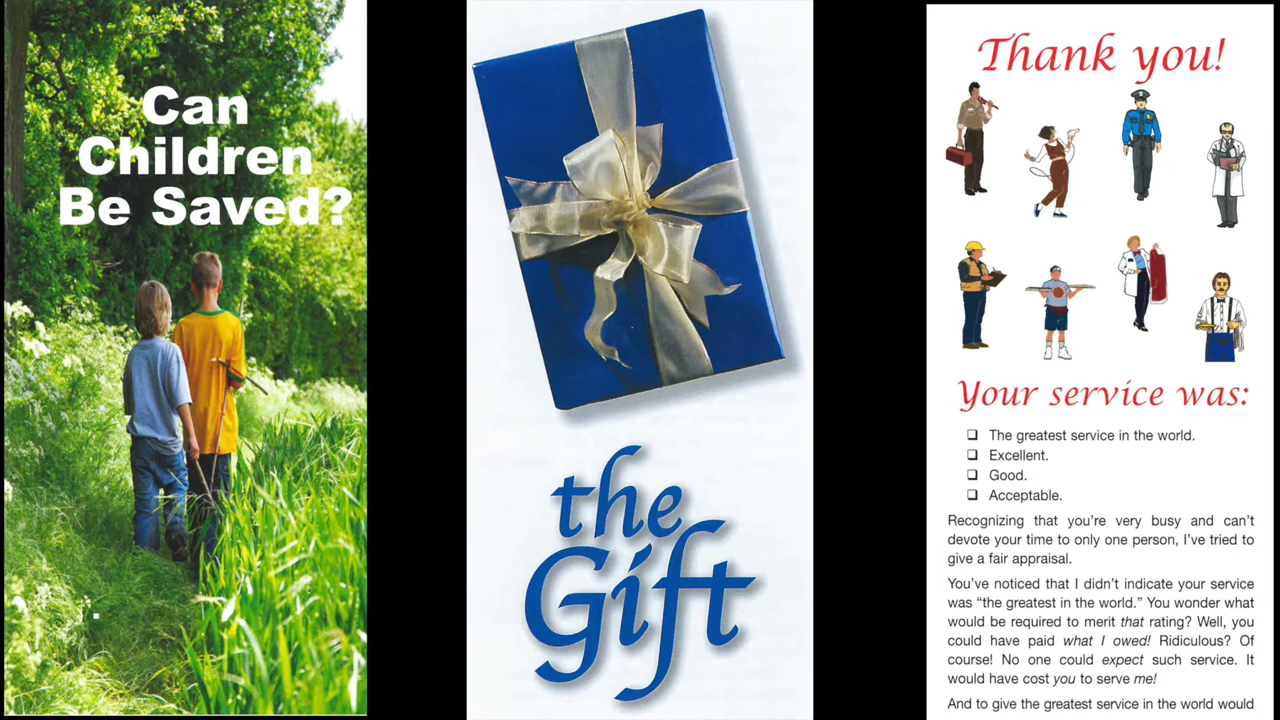 Can
Children
Be Saved?
the
Gift
Thank you!
Your service was:
❑ The greatest service in the world.
❑ Excellent.
❑ Good.
❑ Acceptable.
Recognizing that you’re very busy and can’t
devote your time to only one person, I’ve tried to
give a fair appraisal.
You’ve noticed that I didn’t indicate your service
was “the greatest in the world.” You wonder what
would be required to merit that rating? Well, you
could have paid what I owed! Ridiculous? Of
course! No one could expect such service. It
would have cost you to serve me!
And to give the greatest service in the world would